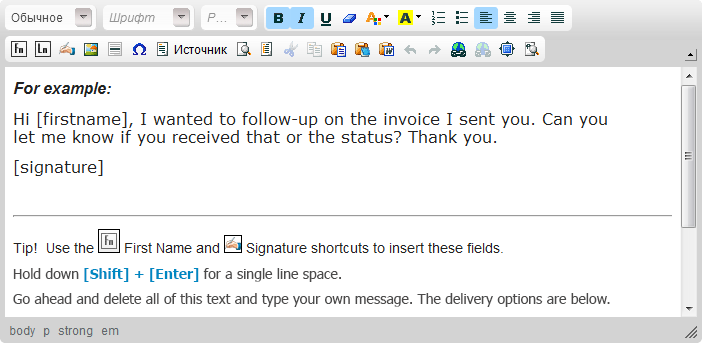 Обычное Шрифт Р...
B I U A A
Fn Ln Ω Источник
For example:
Hi [firstname], I wanted to follow-up on the invoice I sent you. Can you
let me know if you received that or the status? Thank you.
[signature]
Tip! Use the Fn First Name and Signature shortcuts to insert these fields.
Hold down [Shift] + [Enter] for a single line space.
Go ahead and delete all of this text and type your own message. The delivery options are below.
body p strong em